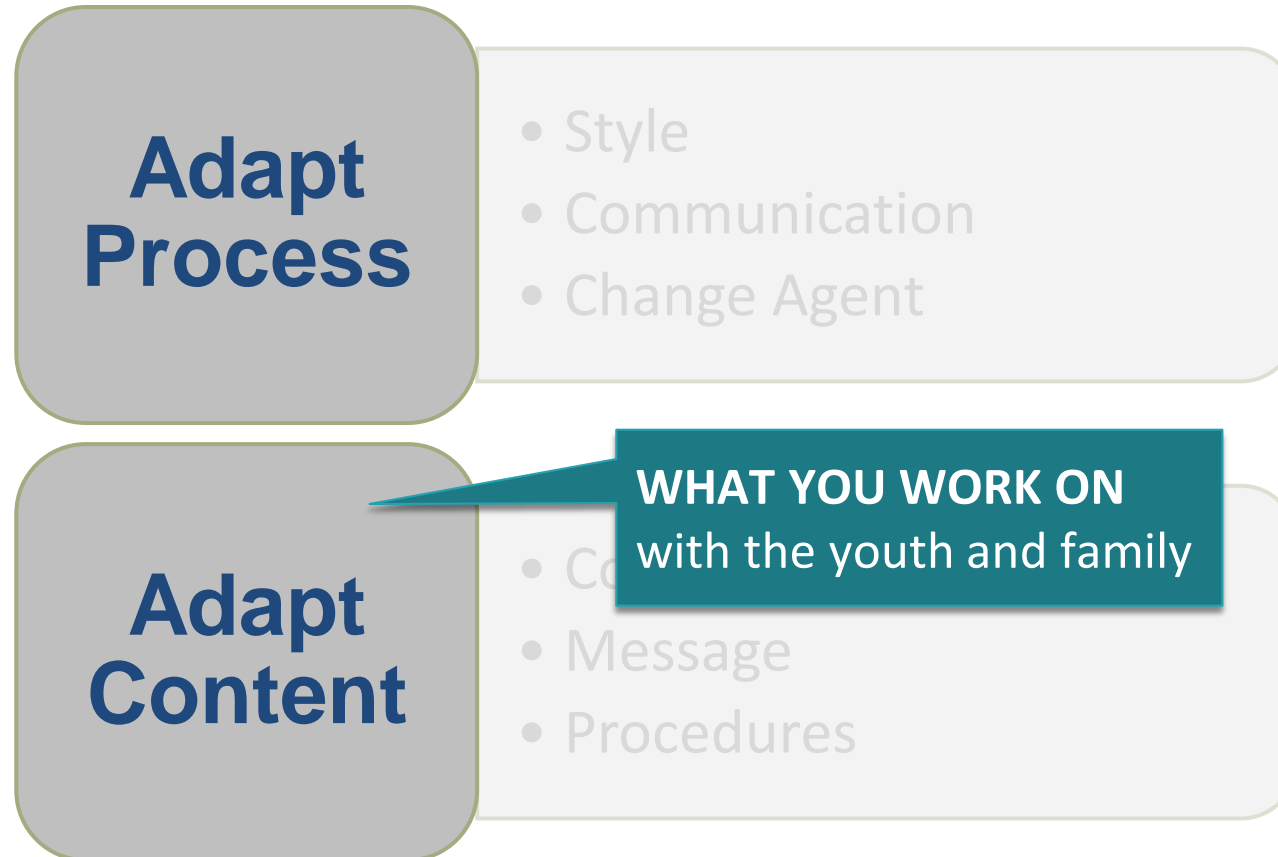 Adapt
Process
• Style
• Communication
• Change Agent
WHAT YOU WORK ON
with the youth and family
Adapt
Content
• Message
• Procedures